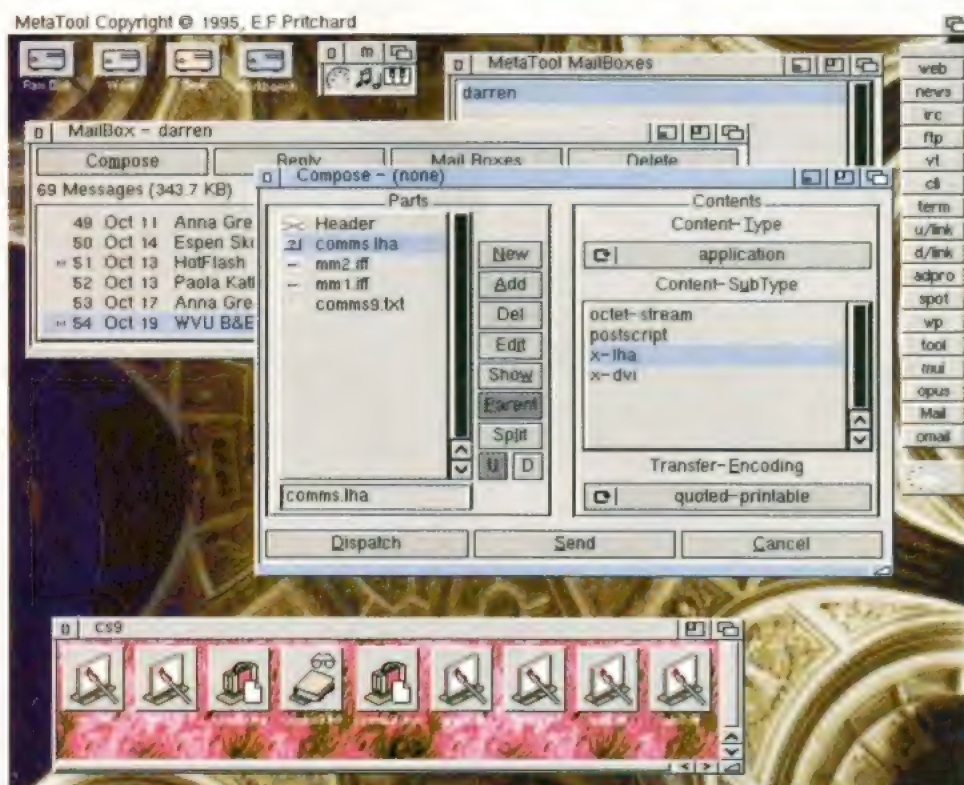 MetaTool Copyright © 1995, E.F Pritchard
m
MetaTool MailBoxes
darren
MailBox - darren
Compose
Reply
Mail Boxes
Delete
69 Messages (343.7 KB)
49 Oct 11 Anna Gre
50 Oct 14 Espen Sk
51 Oct 13 HotFlash
52 Oct 13 Paola Katl
53 Oct 17 Anna Gre
54 Oct 19 WVU B&E
Compose - (none)
Parts
Header
comms.lha
mm2.iff
mm1.iff
comms9.txt
comms.lha
New
Add
Del
Edit
Show
Parent
Split
U D
Contents
Content-Type
application
Content-SubType
octet-stream
postscript
x-lha
x-dvi
Transfer-Encoding
quoted-printable
Dispatch
Send
Cancel
web
news
irc
ftp
vt
cli
term
u/link
d/link
adpro
spot
wp
tool
mui
opus
Mail
cs9